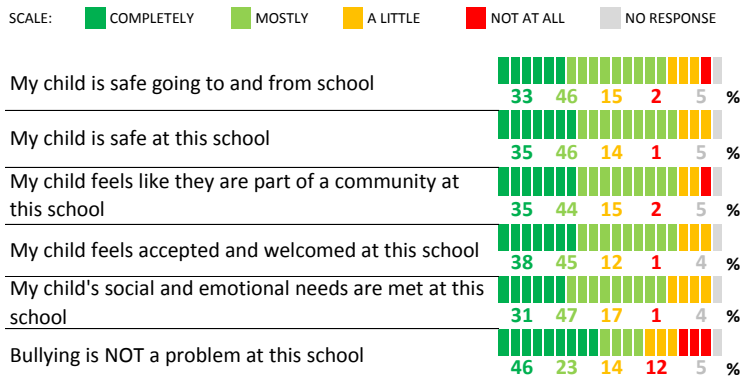 SCALE: COMPLETELY MOSTLY A LITTLE NOT AT ALL NO RESPONSE
My child is safe going to and from school
33 46 15 2 5 %
My child is safe at this school
35 46 14 1 5 %
My child feels like they are part of a community at
this school
35 44 15 2 5 %
My child feels accepted and welcomed at this school
38 45 12 1 4 %
My child's social and emotional needs are met at this
school
31 47 17 1 4 %
Bullying is NOT a problem at this school
46 23 14 12 5 %